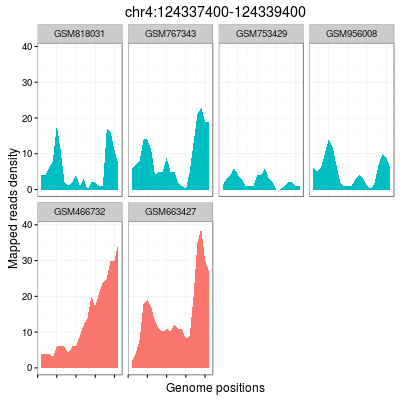 chr4:124337400-124339400
GSM818031 GSM767343 GSM753429 GSM956008
40
30
20
10
0
GSM466732 GSM663427
40
30
20
10
0
Mapped reads density
Genome positions